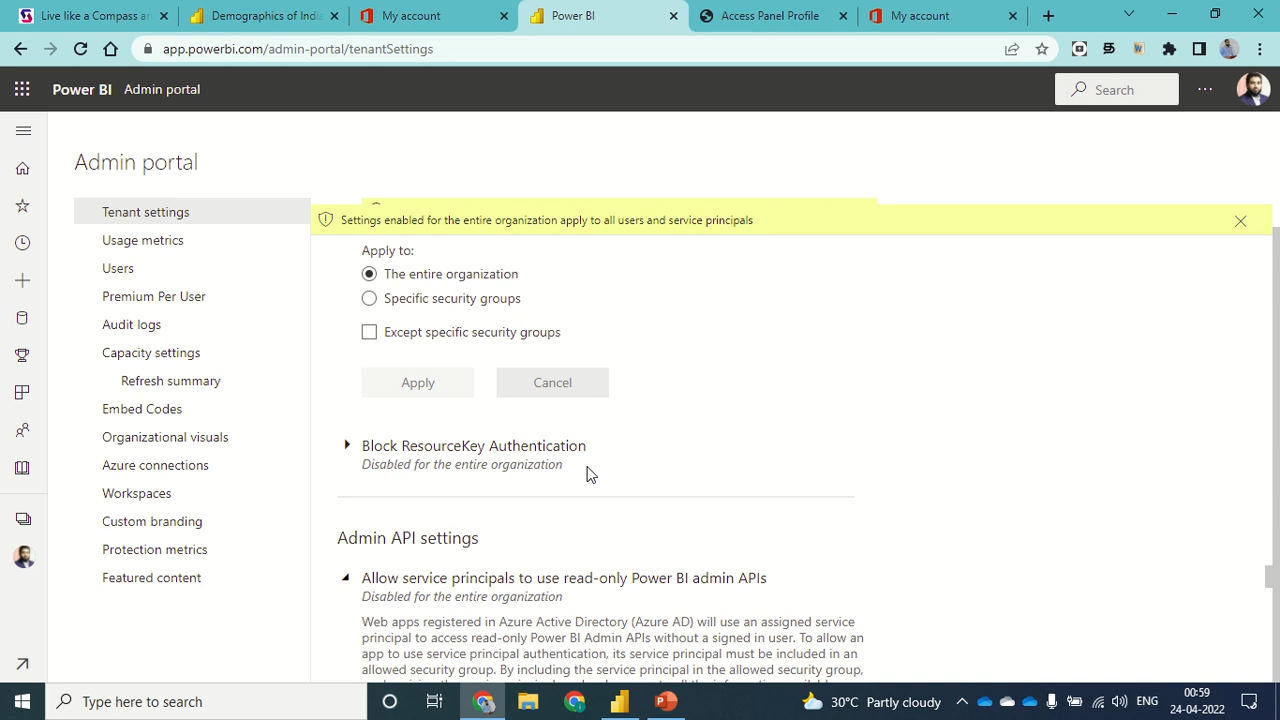 Live like a Compass ar
Demographics of Indi
My account
Power BI
Access Panel Profile
My account
app.powerbi.com/admin-portal/tenantSettings
Power BI Admin portal
Search
Admin portal
Tenant settings
Usage metrics
Users
Premium Per User
Audit logs
Capacity settings
Refresh summary
Embed Codes
Organizational visuals
Azure connections
Workspaces
Custom branding
Protection metrics
Featured content
Settings enabled for the entire organization apply to all users and service principals
Apply to:
The entire organization
Specific security groups
Except specific security groups
Apply
Cancel
Block ResourceKey Authentication
Disabled for the entire organization
Admin API settings
Allow service principals to use read-only Power BI admin APIs
Disabled for the entire organization
Web apps registered in Azure Active Directory (Azure AD) will use an assigned service
principal to access read-only Power BI Admin APIs without a signed in user. To allow an
app to use service principal authentication, its service principal must be included in an
allowed security group. By including the service principal in the allowed security group,
Type here to search
30°C Partly cloudy
ENG
00:59
24-04-2022